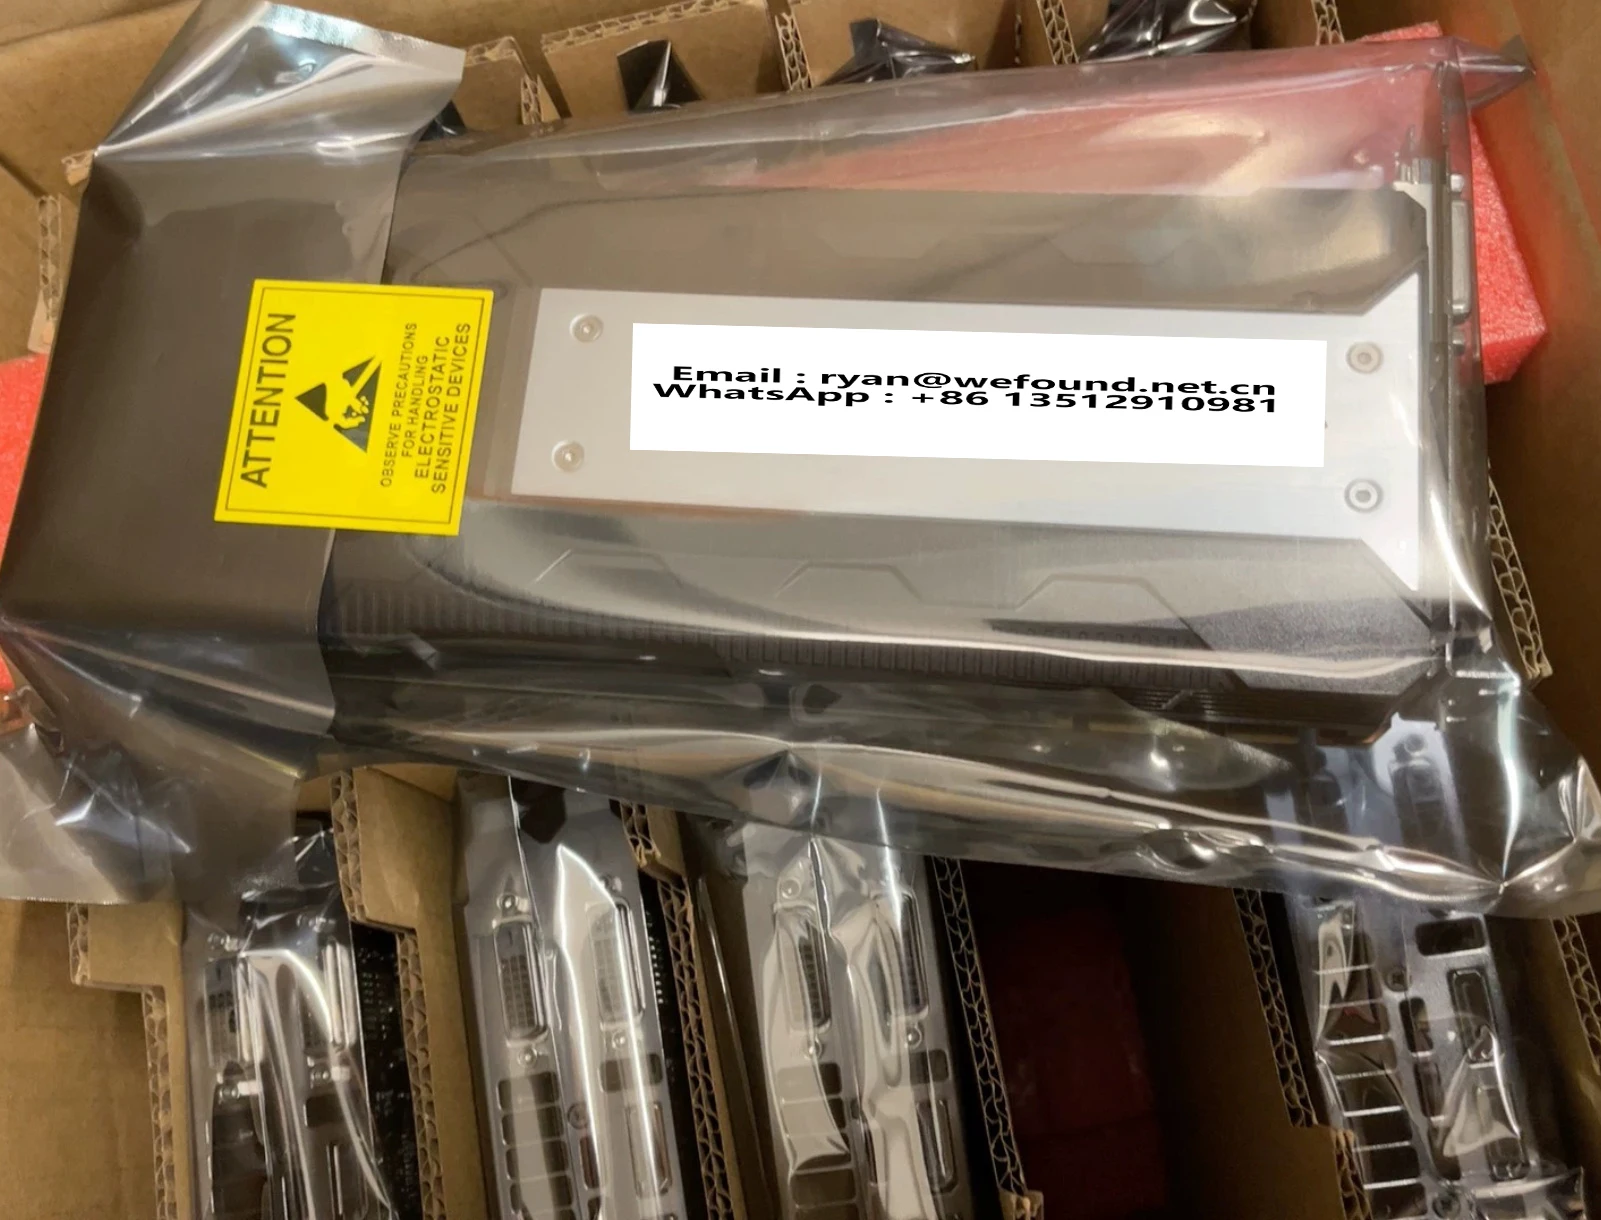 ATTENTION
OBSERVE PRECAUTIONS
FOR HANDLING
ELECTROSTATIC
SENSITIVE DEVICES
Email : ryan@wefound.net.cn
WhatsApp : +86 13512910981